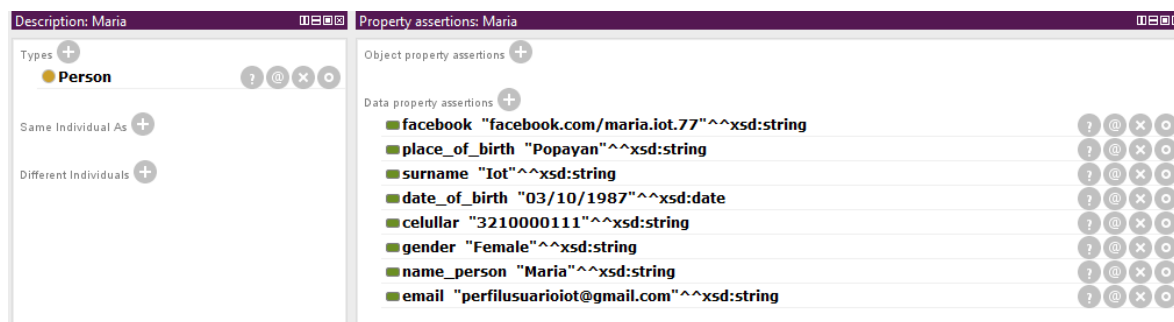 Description: Maria
Types
Person
Same Individual As
Different Individuals
Property assertions: Maria
Object property assertions
Data property assertions
facebook "facebook.com/maria.iot.77"^^xsd:string
place_of_birth "Popayan"^^xsd:string
surname "Iot"^^xsd:string
date_of_birth "03/10/1987"^^xsd:date
celullar "3210000111"^^xsd:string
gender "Female"^^xsd:string
name_person "Maria"^^xsd:string
email "perfilusuarioiot@gmail.com"^^xsd:string